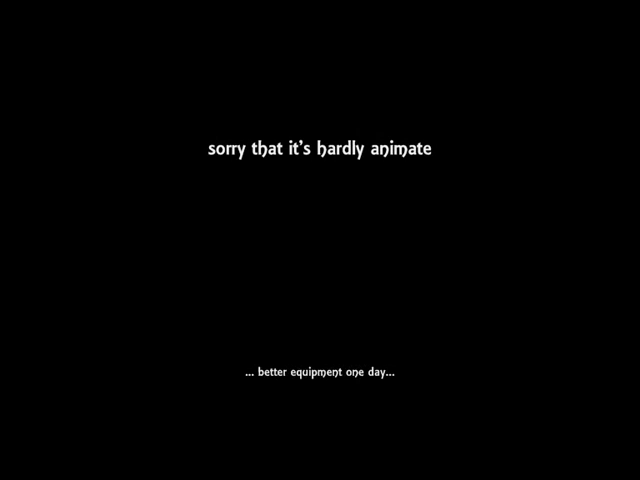 sorry that it's hardly animate
... better equipment one day...